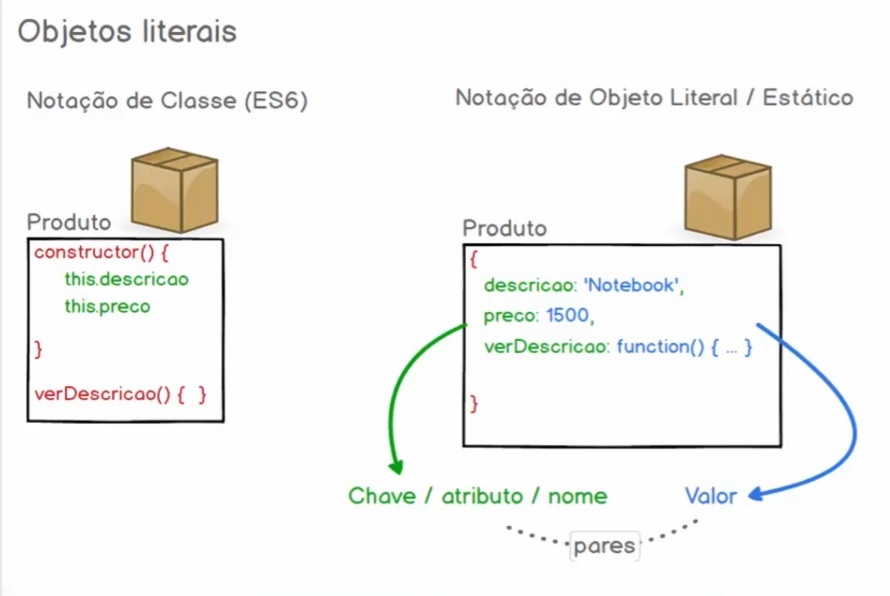 Objetos literais
Notação de Classe (ES6)
Produto
constructor() {
this.descricao
this.preco
}
verDescricao() { }
Notação de Objeto Literal / Estático
Produto
{
descricao: 'Notebook',
preco: 1500,
verDescricao: function() { ... }
}
Chave / atributo / nome
Valor
pares